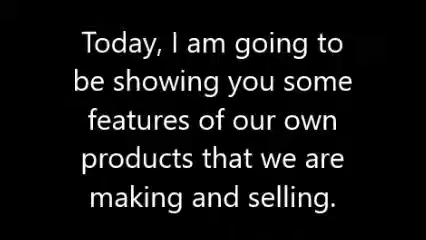 Today, I am going to
be showing you some
features of our own
products that we are
making and selling.